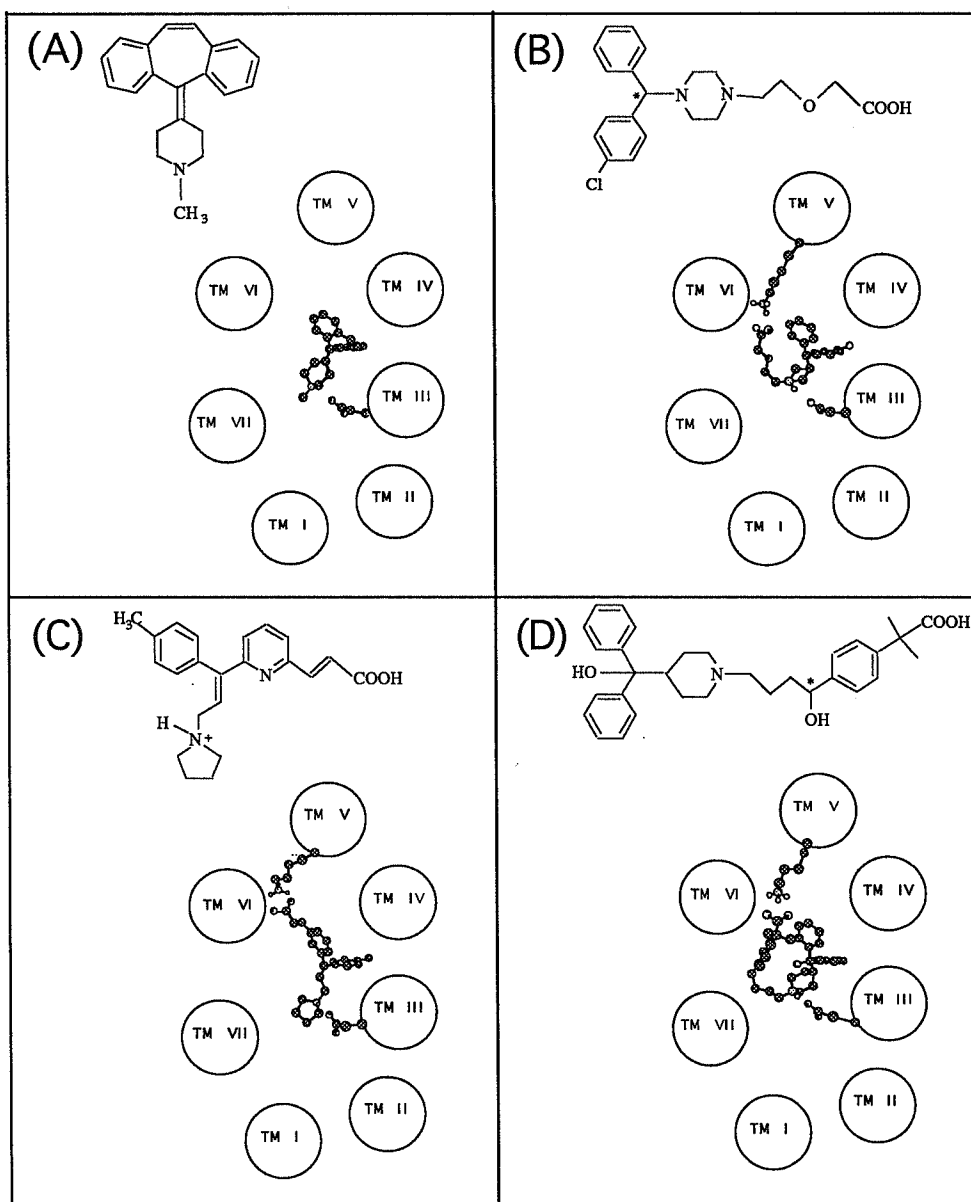 (A)
N
CH3
TM V
TM VI
TM IV
TM VII
TM III
TM I
TM II
(B)
*
N
N
O
COOH
Cl
TM V
TM VI
TM IV
TM VII
TM III
TM I
TM II
(C)
H3C
N
COOH
H
N+
TM V
TM VI
TM IV
TM VII
TM III
TM I
TM II
(D)
COOH
HO
N
*
OH
TM V
TM VI
TM IV
TM VII
TM III
TM I
TM II